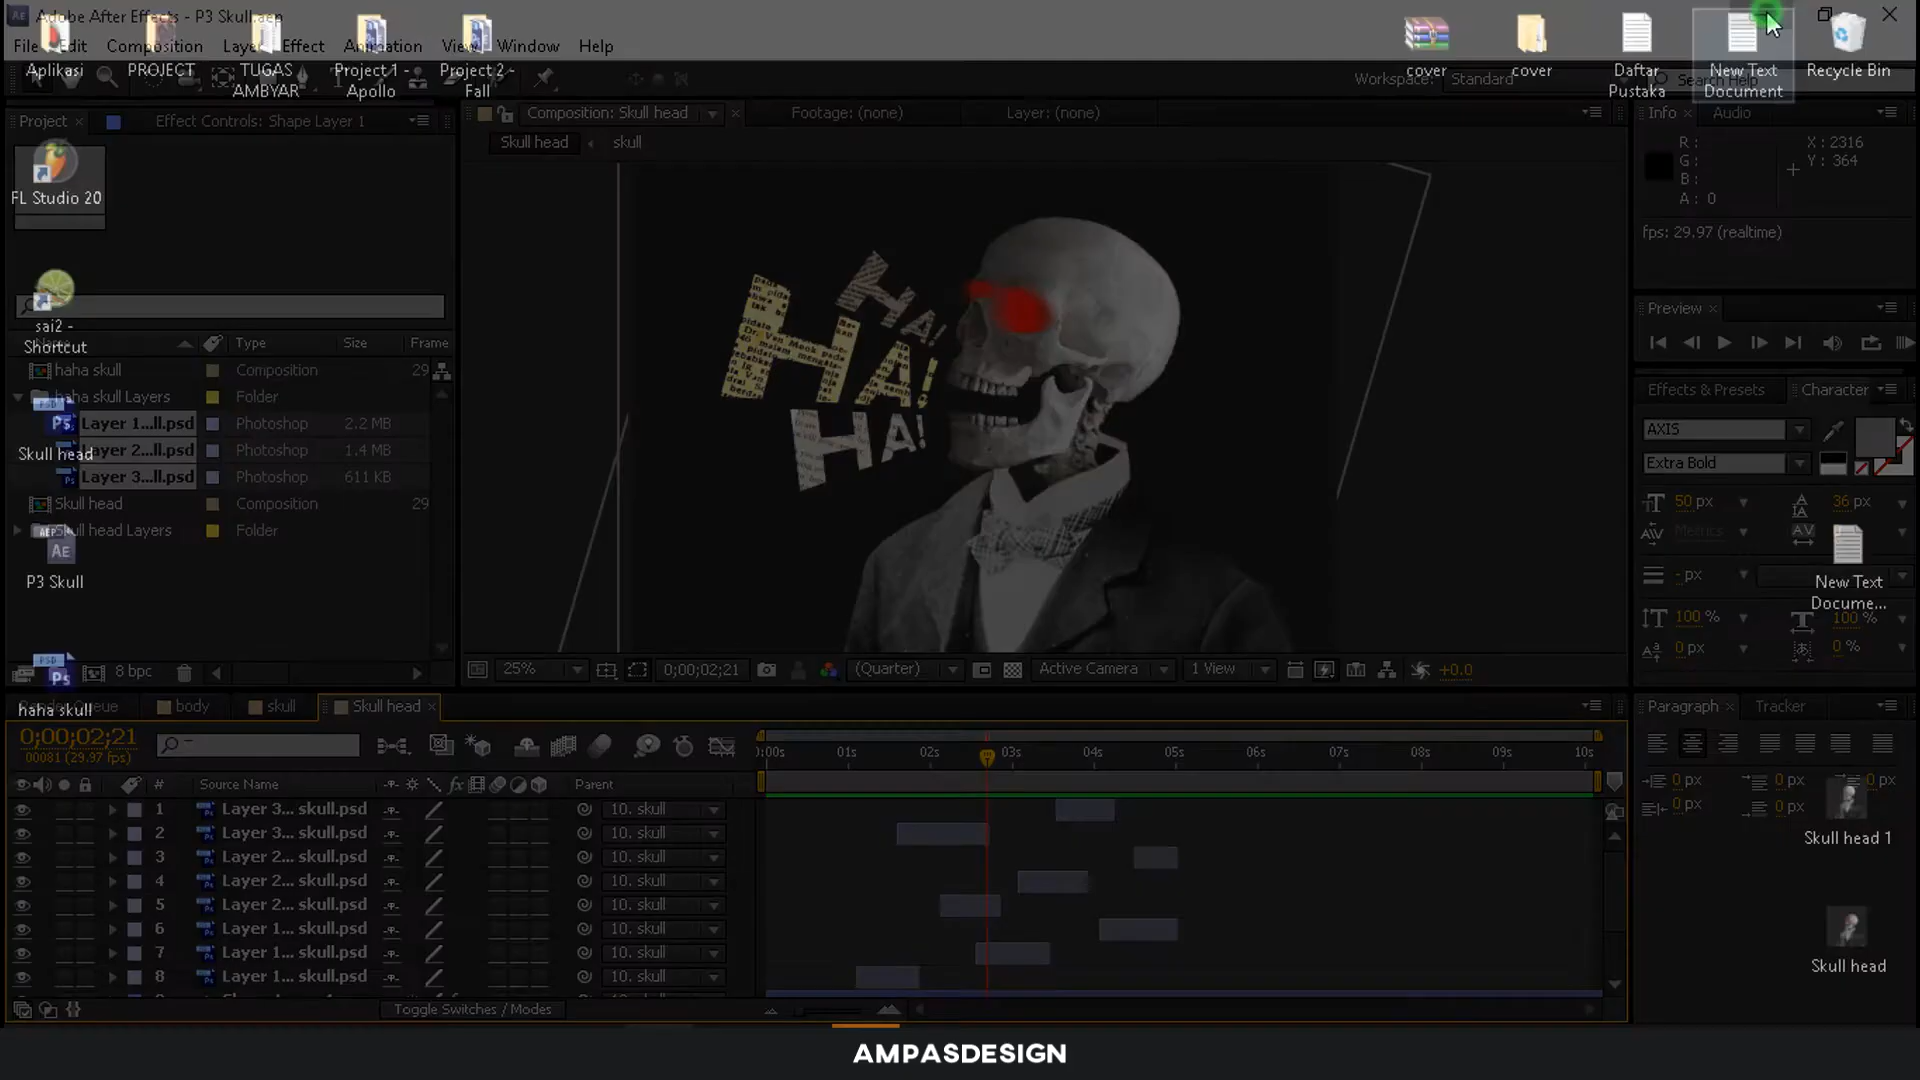 Adobe After Effects - P3 Skull.aep
File Edit Composition Layer Effect Animation View Window Help
Aplikasi
PROJECT
TUGAS
AMBYAR
Project 1 -
Apollo
Project 2 -
Fall
cover
cover
Daftar
Pustaka
New Text
Document
Recycle Bin
Workspace: Standard
Search Help
Project
Effect Controls: Shape Layer 1
Composition: Skull head
Footage: (none)
Layer: (none)
Skull head
skull
Info
Audio
R :
G :
B :
A : 0
X : 2316
Y : 364
fps: 29.97 (realtime)
FL Studio 20
sai2 -
Shortcut
Type
Size
Frame
haha skull Composition 29
haha skull Layers Folder
Layer 1...ll.psd Photoshop 2.2 MB
Layer 2...ll.psd Photoshop 1.4 MB
Layer 3...ll.psd Photoshop 611 KB
Skull head Composition 29
Skull head Layers Folder
Skull head
P3 Skull
haha skull
HA!
HA!
HA!
Preview
Effects & Presets
Character
AXIS
Extra Bold
50 px
36 px
Metrics
- px
100 %
100 %
0 px
0 %
New Text
Docume...
8 bpc
25%
0;00;02;21
(Quarter)
Active Camera
1 View
+0.0
body
skull
Skull head
Paragraph
Tracker
0 px
0 px
0 px
0 px
0 px
Skull head 1
Skull head
0;00;02;21
00081 (29.97 fps)
):00s 01s 02s 03s 04s 05s 06s 07s 08s 09s 10s
# Source Name Parent
1 Layer 3... skull.psd 10. skull
2 Layer 3... skull.psd 10. skull
3 Layer 2... skull.psd 10. skull
4 Layer 2... skull.psd 10. skull
5 Layer 2... skull.psd 10. skull
6 Layer 1... skull.psd 10. skull
7 Layer 1... skull.psd 10. skull
8 Layer 1... skull.psd 10. skull
Toggle Switches / Modes
AMPASDESIGN